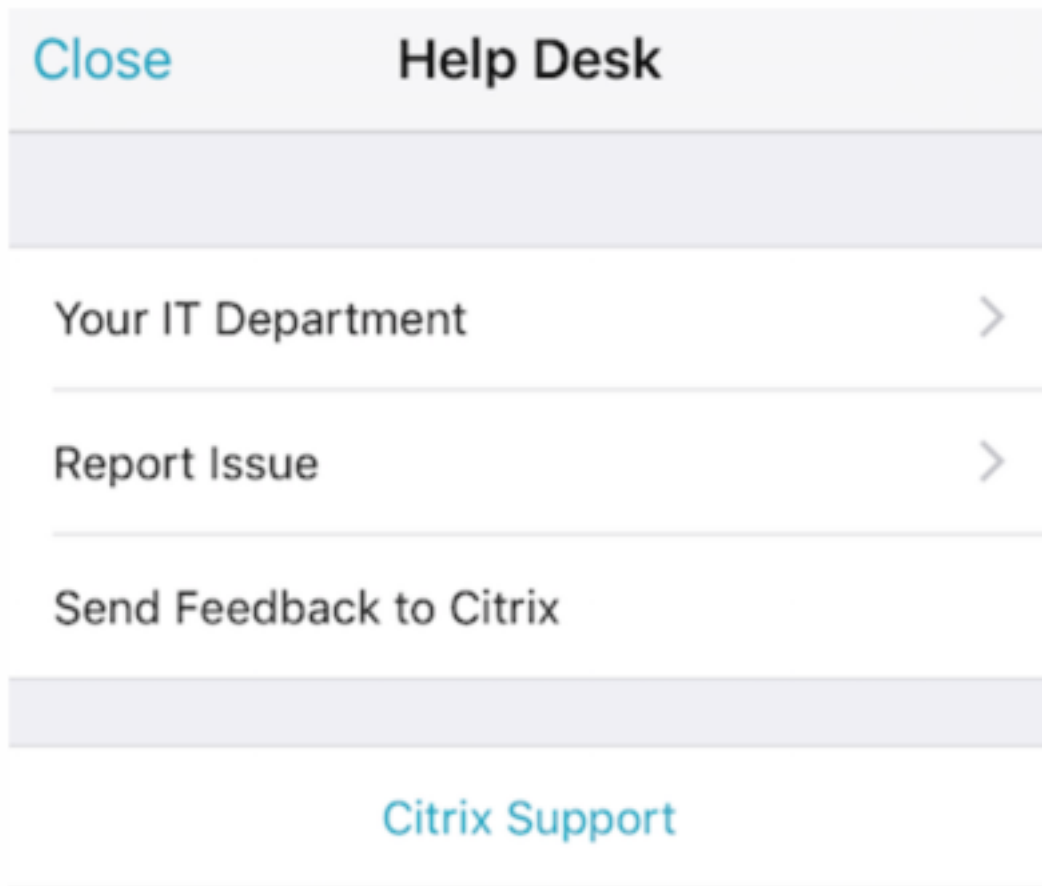 Close
Help Desk
Your IT Department
Report Issue
Send Feedback to Citrix
Citrix Support